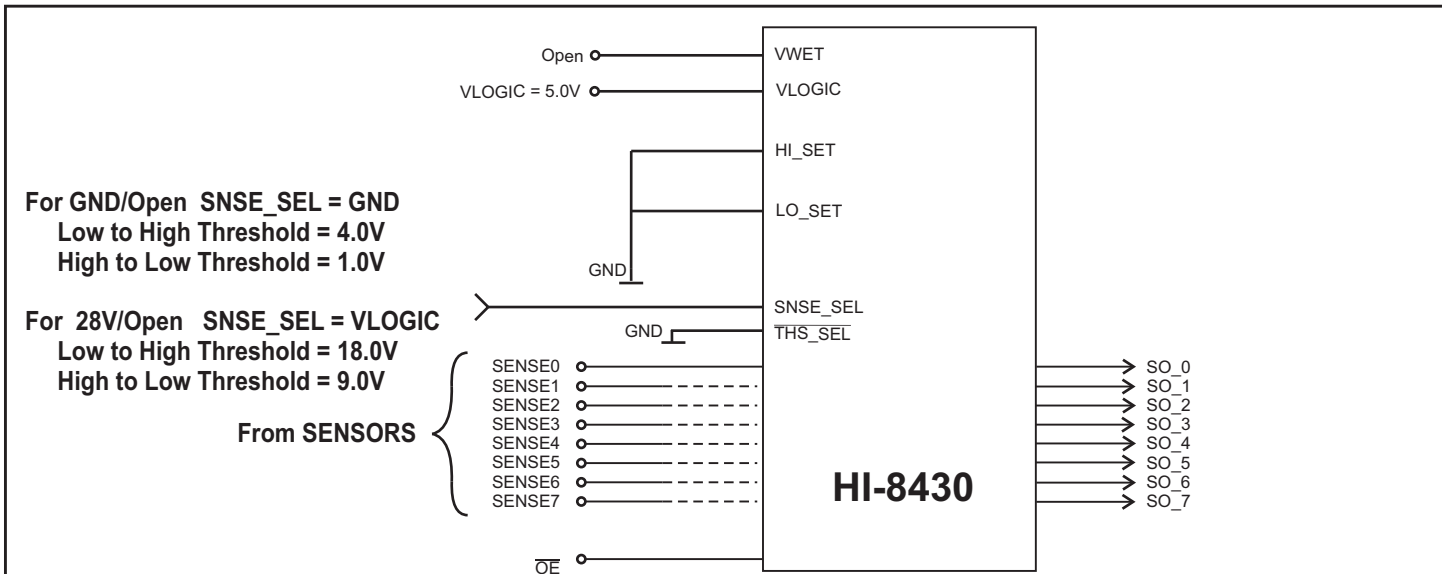 Open
VWET
VLOGIC = 5.0V
VLOGIC
HI_SET
LO_SET
GND
For GND/Open SNSE_SEL = GND
Low to High Threshold = 4.0V
High to Low Threshold = 1.0V
For 28V/Open SNSE_SEL = VLOGIC
Low to High Threshold = 18.0V
High to Low Threshold = 9.0V
SNSE_SEL
GND
THS_SEL
From SENSORS
SENSE0
SENSE1
SENSE2
SENSE3
SENSE4
SENSE5
SENSE6
SENSE7
HI-8430
SO_0
SO_1
SO_2
SO_3
SO_4
SO_5
SO_6
SO_7
OE